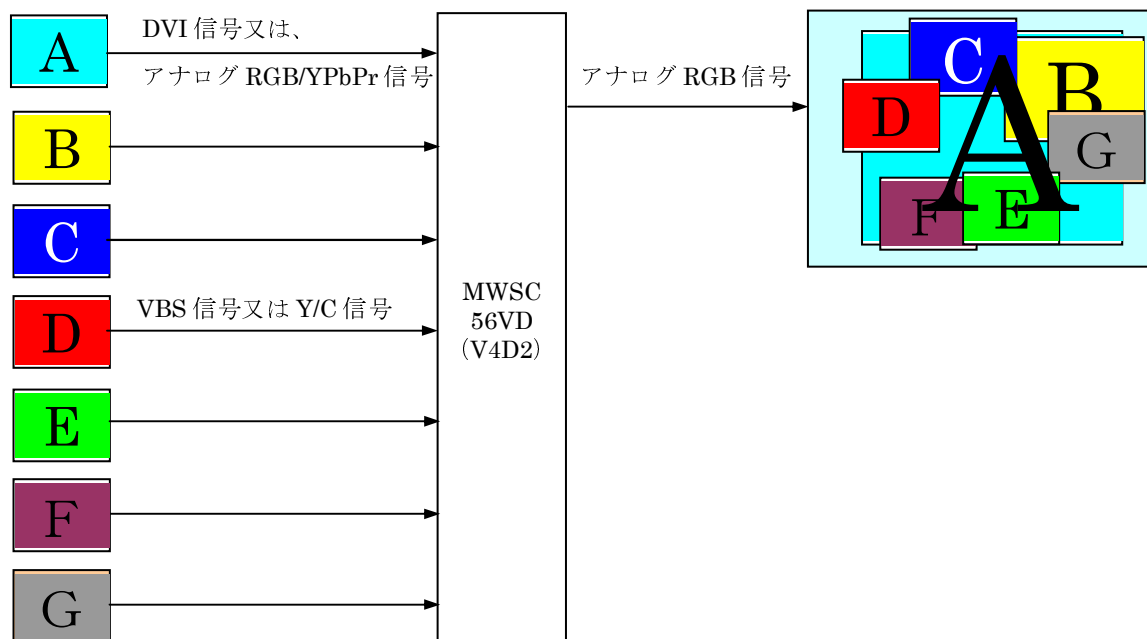 A
DVI 信号又は、
アナログ RGB/YPbPr 信号
B
C
D
VBS 信号又は Y/C 信号
E
F
G
MWSC
56VD
(V4D2)
アナログ RGB 信号
C
B
A
D
G
F
E